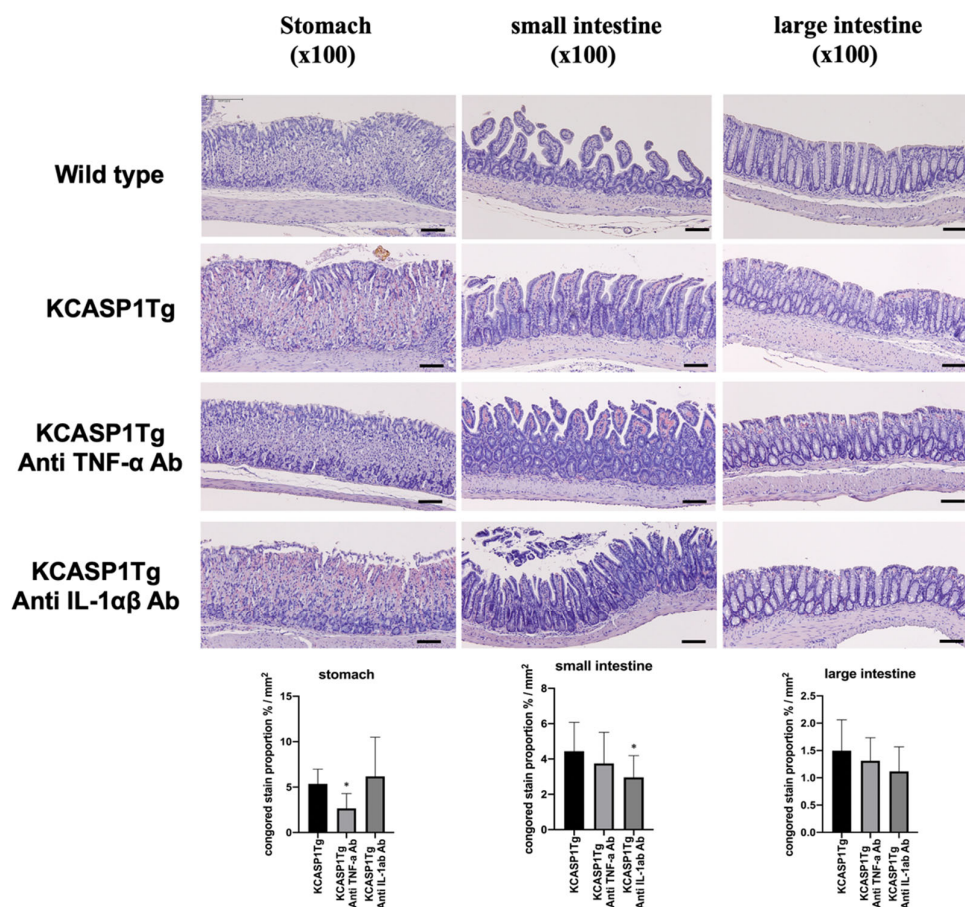 Stomach
(x100)
small intestine
(x100)
large intestine
(x100)
Wild type
KCASP1Tg
KCASP1Tg
Anti TNF-α Ab
KCASP1Tg
Anti IL-1αβ Ab
stomach
congored stain proportion % / mm²
15
10
5
0
*
KCASP1Tg
KCASP1Tg
Anti TNF-a Ab
KCASP1Tg
Anti IL-1ab Ab
small intestine
congored stain proportion % / mm²
8
6
4
2
0
*
KCASP1Tg
KCASP1Tg
Anti TNF-a Ab
KCASP1Tg
Anti IL-1ab Ab
large intestine
congored stain proportion % / mm²
2.5
2.0
1.5
1.0
0.5
0.0
KCASP1Tg
KCASP1Tg
Anti TNF-a Ab
KCASP1Tg
Anti IL-1ab Ab